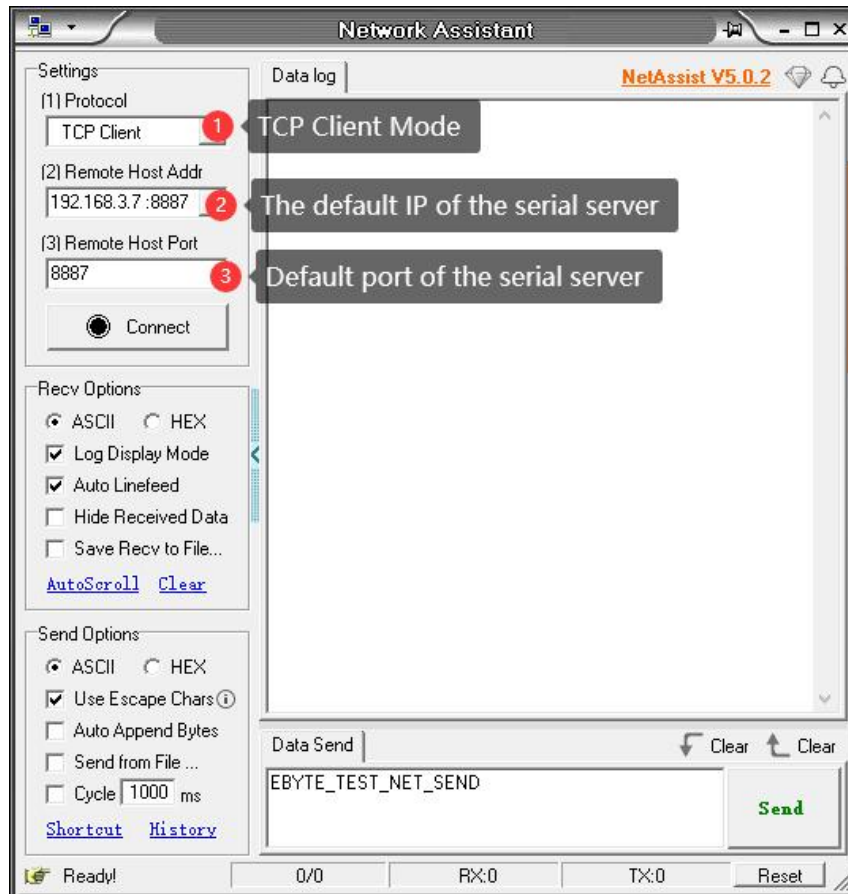 Network Assistant
Settings
(1) Protocol
TCP Client
1
TCP Client Mode
(2) Remote Host Addr
192.168.3.7 :8887
2
The default IP of the serial server
(3) Remote Host Port
8887
3
Default port of the serial server
Connect
Recv Options
ASCII HEX
Log Display Mode
Auto Linefeed
Hide Received Data
Save Recv to File...
AutoScroll Clear
Send Options
ASCII HEX
Use Escape Chars
Auto Append Bytes
Send from File ...
Cycle 1000 ms
Shortcut History
Data log
NetAssist V5.0.2
Data Send
Clear Clear
EBYTE_TEST_NET_SEND
Send
Ready! 0/0 RX:0 TX:0 Reset